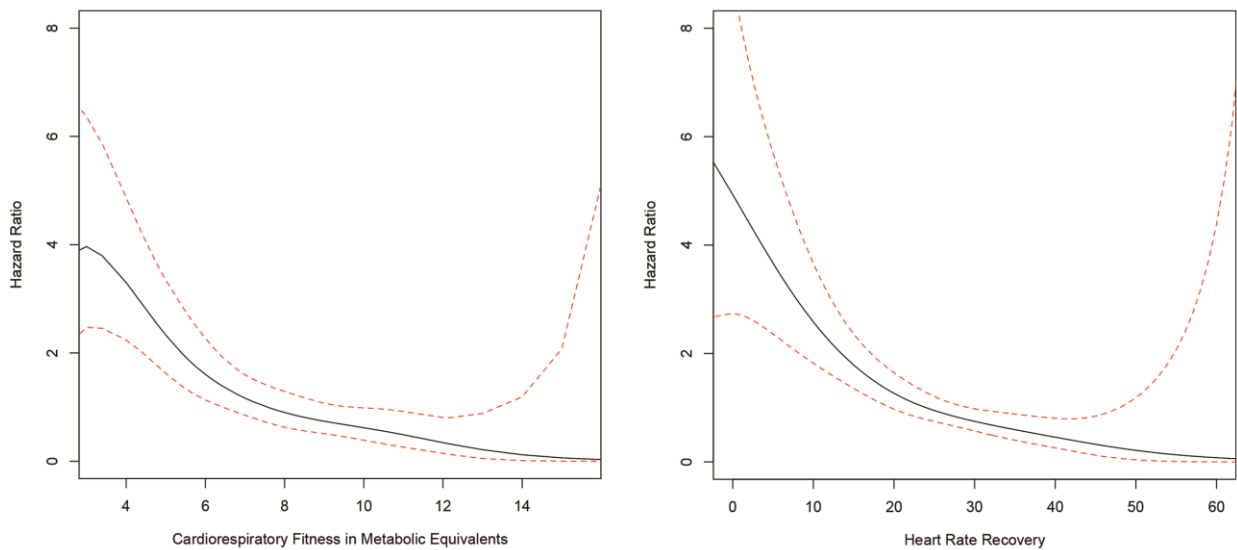 8
6
4
2
0
Hazard Ratio
4 6 8 10 12 14
Cardiorespiratory Fitness in Metabolic Equivalents
8
6
4
2
0
Hazard Ratio
0 10 20 30 40 50 60
Heart Rate Recovery